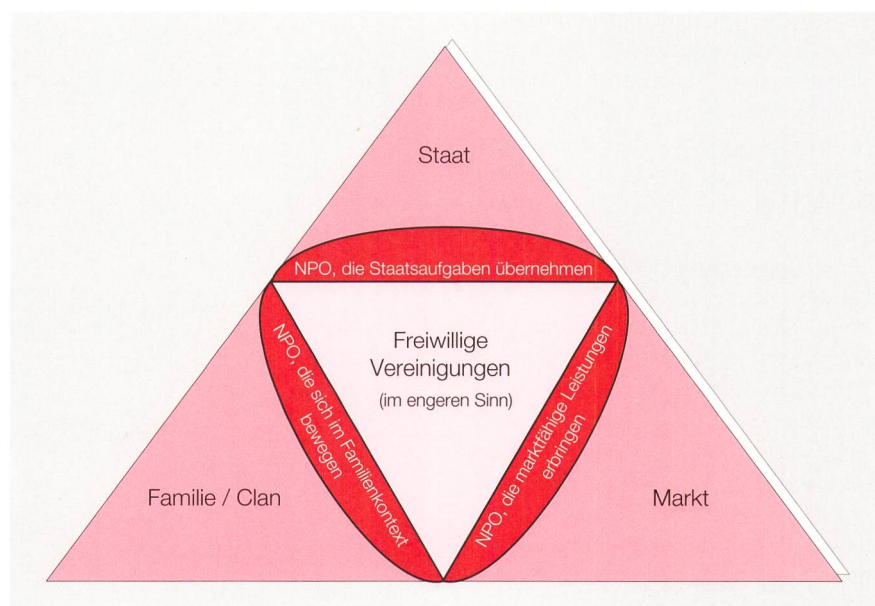 Staat
NPO, die Staatsaufgaben übernehmen
Freiwillige
Vereinigungen
(im engeren Sinn)
NPO, die sich im Familienkontext
bewegen
NPO, die marktfähige Leistungen
erbringen
Familie / Clan
Markt